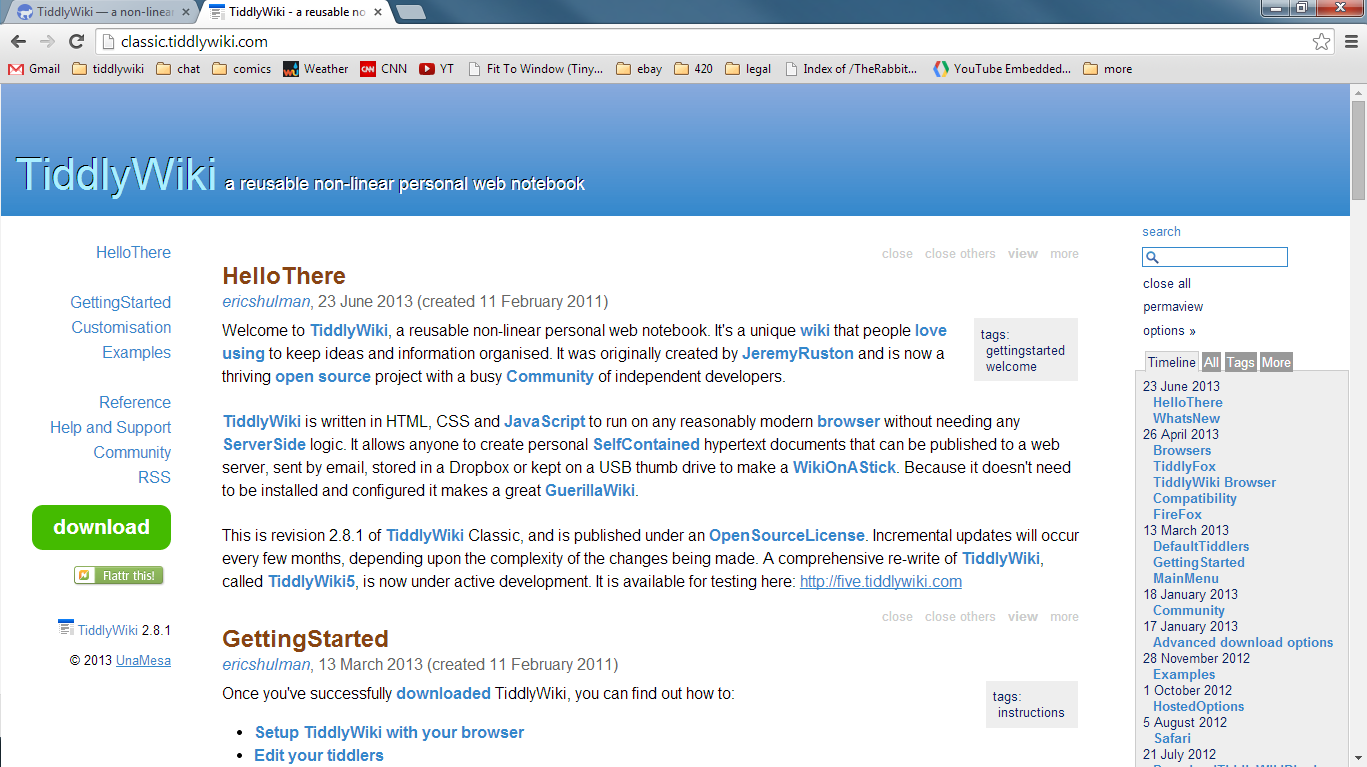 TiddlyWiki — a non-linea
TiddlyWiki - a reusable no
classic.tiddlywiki.com
Gmail tiddlywiki chat comics Weather CNN YT Fit To Window (Tiny... ebay 420 legal Index of /TheRabbit... YouTube Embedded... more
TiddlyWiki a reusable non-linear personal web notebook
HelloThere
GettingStarted
Customisation
Examples
Reference
Help and Support
Community
RSS
download
Flattr this!
TiddlyWiki 2.8.1
© 2013 UnaMesa
close close others view more
HelloThere
ericshulman, 23 June 2013 (created 11 February 2011)
tags:
gettingstarted
welcome
Welcome to TiddlyWiki, a reusable non-linear personal web notebook. It's a unique wiki that people love
using to keep ideas and information organised. It was originally created by JeremyRuston and is now a
thriving open source project with a busy Community of independent developers.
TiddlyWiki is written in HTML, CSS and JavaScript to run on any reasonably modern browser without needing any
ServerSide logic. It allows anyone to create personal SelfContained hypertext documents that can be published to a web
server, sent by email, stored in a Dropbox or kept on a USB thumb drive to make a WikiOnAStick. Because it doesn't need
to be installed and configured it makes a great GuerillaWiki.
This is revision 2.8.1 of TiddlyWiki Classic, and is published under an OpenSourceLicense. Incremental updates will occur
every few months, depending upon the complexity of the changes being made. A comprehensive re-write of TiddlyWiki,
called TiddlyWiki5, is now under active development. It is available for testing here: http://five.tiddlywiki.com
close close others view more
GettingStarted
ericshulman, 13 March 2013 (created 11 February 2011)
tags:
instructions
Once you've successfully downloaded TiddlyWiki, you can find out how to:
• Setup TiddlyWiki with your browser
• Edit your tiddlers
search
close all
permaview
options »
Timeline All Tags More
23 June 2013
HelloThere
WhatsNew
26 April 2013
Browsers
TiddlyFox
TiddlyWiki Browser
Compatibility
FireFox
13 March 2013
DefaultTiddlers
GettingStarted
MainMenu
18 January 2013
Community
17 January 2013
Advanced download options
28 November 2012
Examples
1 October 2012
HostedOptions
5 August 2012
Safari
21 July 2012